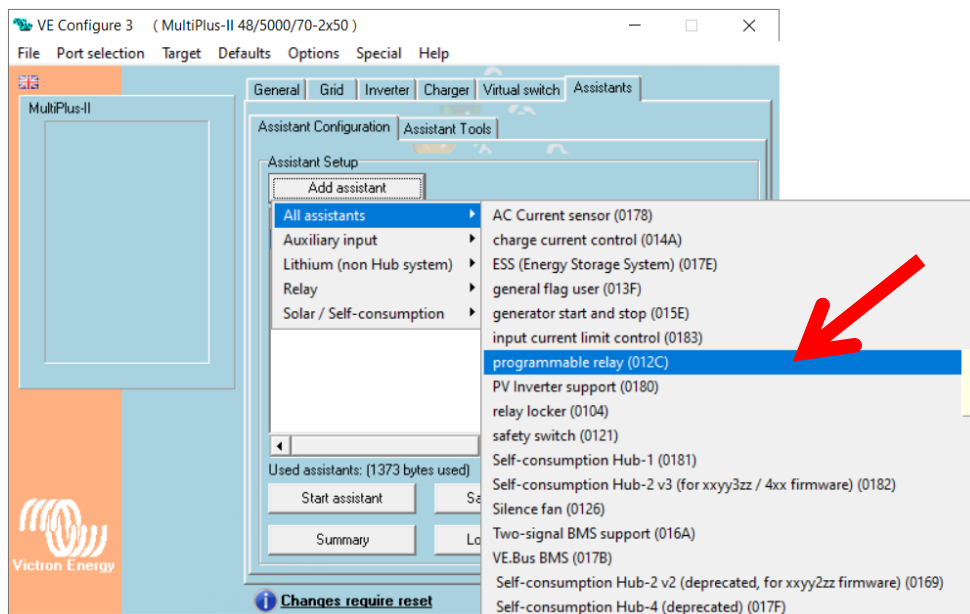 VE Configure 3 ( MultiPlus-II 48/5000/70-2x50 )
File Port selection Target Defaults Options Special Help
MultiPlus-II
General Grid Inverter Charger Virtual switch Assistants
Assistant Configuration Assistant Tools
Assistant Setup
Add assistant
All assistants
Auxiliary input
Lithium (non Hub system)
Relay
Solar / Self-consumption
AC Current sensor (0178)
charge current control (014A)
ESS (Energy Storage System) (017E)
general flag user (013F)
generator start and stop (015E)
input current limit control (0183)
programmable relay (012C)
PV Inverter support (0180)
relay locker (0104)
safety switch (0121)
Self-consumption Hub-1 (0181)
Self-consumption Hub-2 v3 (for xxyy3zz / 4xx firmware) (0182)
Silence fan (0126)
Two-signal BMS support (016A)
VE.Bus BMS (017B)
Self-consumption Hub-2 v2 (deprecated, for xxyy2zz firmware) (0169)
Self-consumption Hub-4 (deprecated) (017F)
Used assistants: (1373 bytes used)
Start assistant Sa
Summary Lo
Victron Energy
Changes require reset